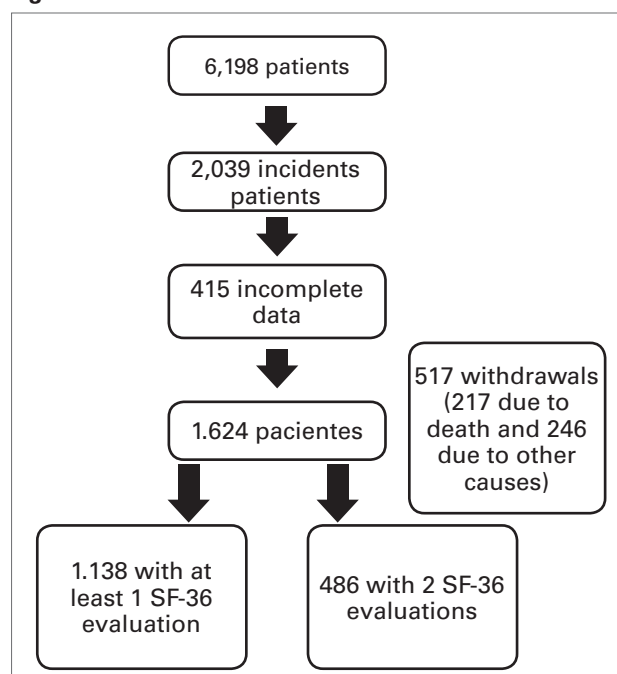 6,198 patients
2,039 incidents
patients
415 incomplete
data
517 withdrawals
(217 due to
death and 246
due to other
causes)
1.624 pacientes
1.138 with at
least 1 SF-36
evaluation
486 with 2 SF-36
evaluations